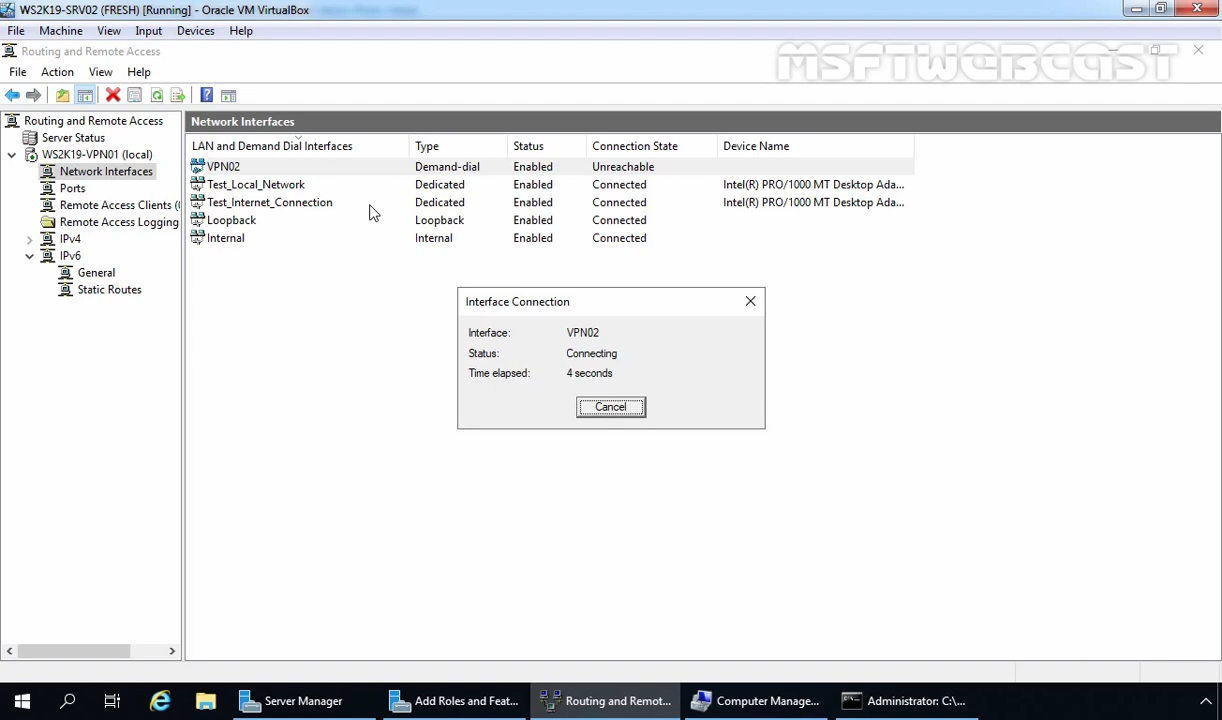 WS2K19-SRV02 (FRESH) [Running] - Oracle VM VirtualBox
File Machine View Input Devices Help
Routing and Remote Access
MSFTWEBCAST
File Action View Help
Routing and Remote Access
Server Status
WS2K19-VPN01 (local)
Network Interfaces
Ports
Remote Access Clients (
Remote Access Logging
IPv4
IPv6
General
Static Routes
Network Interfaces
LAN and Demand Dial Interfaces Type Status Connection State Device Name
VPN02 Demand-dial Enabled Unreachable
Test_Local_Network Dedicated Enabled Connected Intel(R) PRO/1000 MT Desktop Ada...
Test_Internet_Connection Dedicated Enabled Connected Intel(R) PRO/1000 MT Desktop Ada...
Loopback Loopback Enabled Connected
Internal Internal Enabled Connected
Interface Connection
Interface: VPN02
Status: Connecting
Time elapsed: 4 seconds
Cancel
Server Manager Add Roles and Feat... Routing and Remot... Computer Manage... Administrator: C:\...